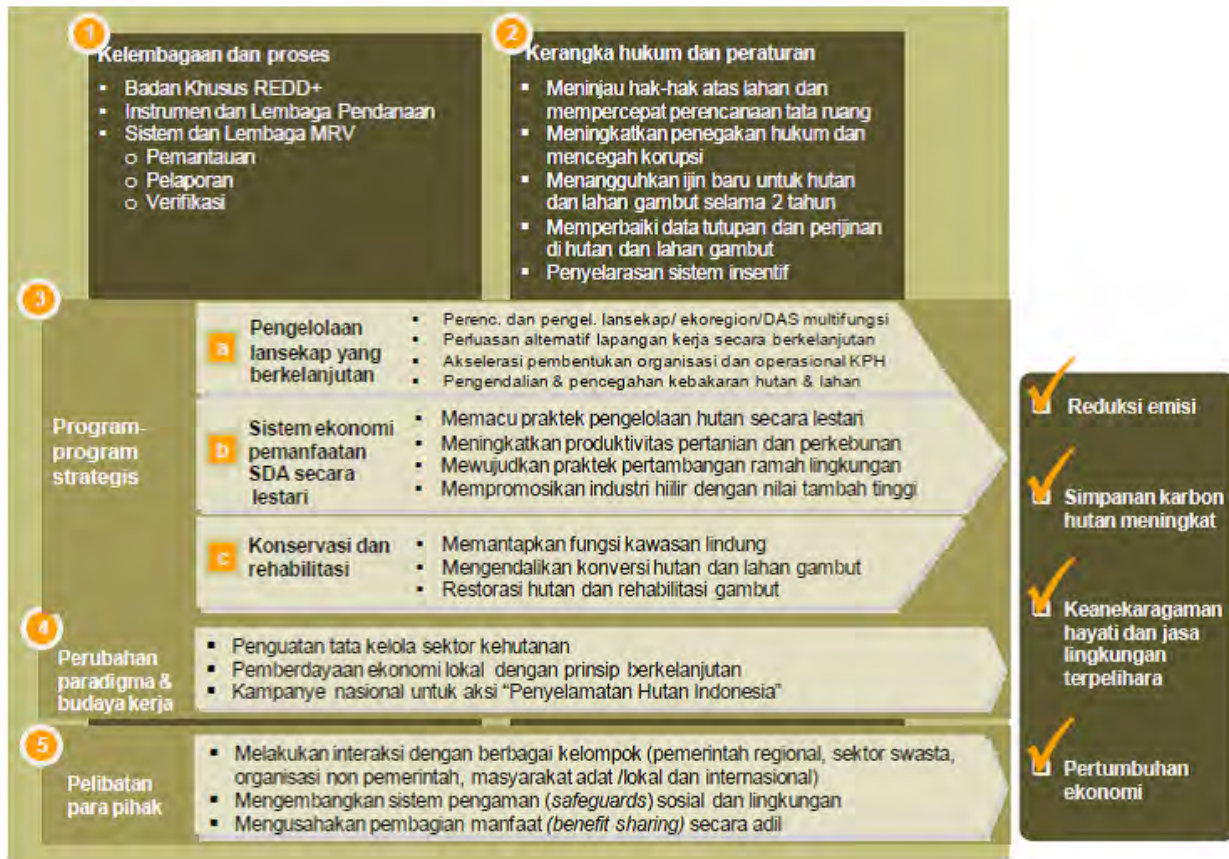 1
Kelembagaan dan proses
▪ Badan Khusus REDD+
▪ Instrumen dan Lembaga Pendanaan
▪ Sistem dan Lembaga MRV
o Pemantauan
o Pelaporan
o Verifikasi
2
Kerangka hukum dan peraturan
▪ Meninjau hak-hak atas lahan dan
mempercepat perencanaan tata ruang
▪ Meningkatkan penegakan hukum dan
mencegah korupsi
▪ Menangguhkan ijin baru untuk hutan
dan lahan gambut selama 2 tahun
▪ Memperbaiki data tutupan dan perijinan
di hutan dan lahan gambut
▪ Penyelarasan sistem insentif
3
Program-
program
strategis
a
Pengelolaan
lansekap yang
berkelanjutan
▪ Perenc. dan pengel. lansekap/ ekoregion/DAS multifungsi
▪ Perluasan alternatif lapangan kerja secara berkelanjutan
▪ Akselerasi pembentukan organisasi dan operasional KPH
▪ Pengendalian & pencegahan kebakaran hutan & lahan
b
Sistem ekonomi
pemanfaatan
SDA secara
lestari
▪ Memacu praktek pengelolaan hutan secara lestari
▪ Meningkatkan produktivitas pertanian dan perkebunan
▪ Mewujudkan praktek pertambangan ramah lingkungan
▪ Mempromosikan industri hiilir dengan nilai tambah tinggi
c
Konservasi dan
rehabilitasi
▪ Memantapkan fungsi kawasan lindung
▪ Mengendalikan konversi hutan dan lahan gambut
▪ Restorasi hutan dan rehabilitasi gambut
4
Perubahan
paradigma &
budaya kerja
▪ Penguatan tata kelola sektor kehutanan
▪ Pemberdayaan ekonomi lokal dengan prinsip berkelanjutan
▪ Kampanye nasional untuk aksi “Penyelamatan Hutan Indonesia”
5
Pelibatan
para pihak
▪ Melakukan interaksi dengan berbagai kelompok (pemerintah regional, sektor swasta,
organisasi non pemerintah, masyarakat adat /lokal dan internasional)
▪ Mengembangkan sistem pengaman (safeguards) sosial dan lingkungan
▪ Mengusahakan pembagian manfaat (benefit sharing) secara adil
Reduksi emisi
Simpanan karbon
hutan meningkat
Keanekaragaman
hayati dan jasa
lingkungan
terpelihara
Pertumbuhan
ekonomi